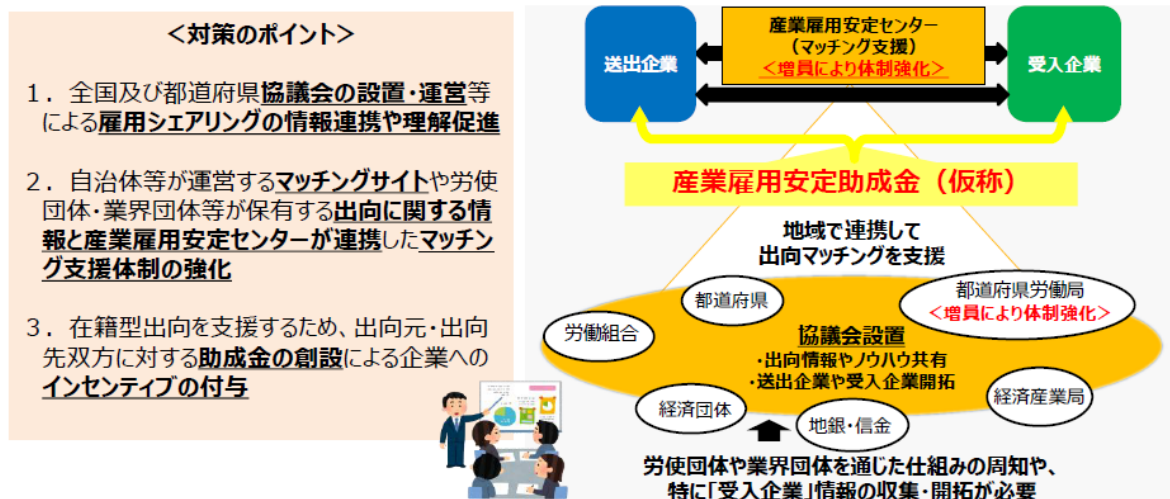 ＜対策のポイント＞
１．全国及び都道府県協議会の設置・運営等
による雇用シェアリングの情報連携や理解促進
２．自治体等が運営するマッチングサイトや労使
団体・業界団体等が保有する出向に関する情
報と産業雇用安定センターが連携したマッチン
グ支援体制の強化
３．在籍型出向を支援するため、出向元・出向
先双方に対する助成金の創設による企業への
インセンティブの付与
送出企業
産業雇用安定センター
（マッチング支援）
＜増員により体制強化＞
受入企業
産業雇用安定助成金（仮称）
地域で連携して
出向マッチングを支援
都道府県
都道府県労働局
＜増員により体制強化＞
労働組合
協議会設置
・出向情報やノウハウ共有
・送出企業や受入企業開拓
経済団体
地銀・信金
経済産業局
労使団体や業界団体を通じた仕組みの周知や、
特に「受入企業」情報の収集・開拓が必要